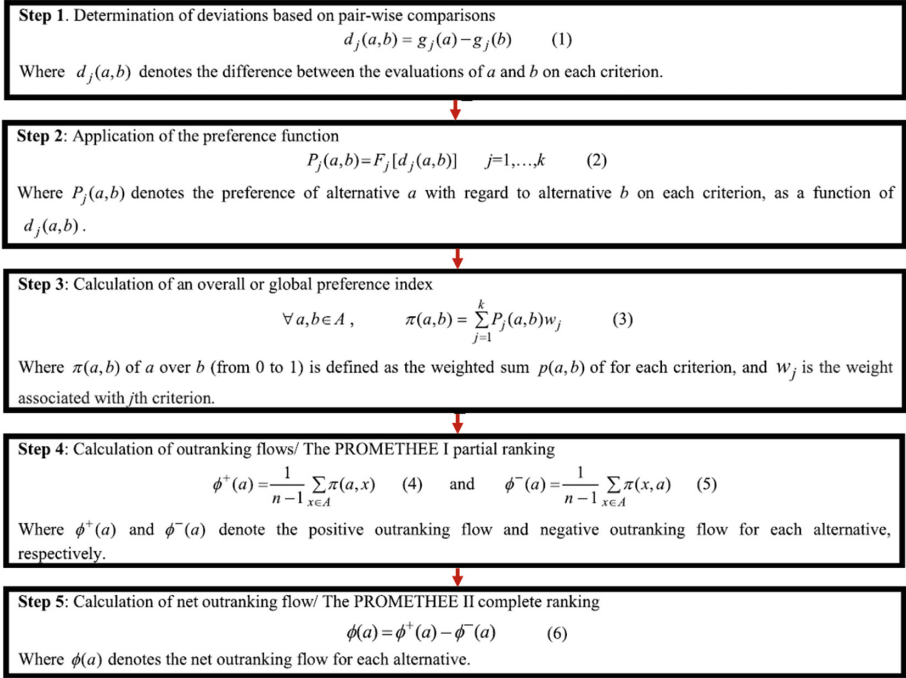 Step 1. Determination of deviations based on pair-wise comparisons
d_j(a,b) = g_j(a) − g_j(b) (1)
Where d_j(a,b) denotes the difference between the evaluations of a and b on each criterion.
Step 2: Application of the preference function
P_j(a,b) = F_j[d_j(a,b)] j=1,...,k (2)
Where P_j(a,b) denotes the preference of alternative a with regard to alternative b on each criterion, as a function of
d_j(a,b).
Step 3: Calculation of an overall or global preference index
∀ a,b∈A, π(a,b) = ∑_{j=1}^{k} P_j(a,b)w_j (3)
Where π(a,b) of a over b (from 0 to 1) is defined as the weighted sum p(a,b) of for each criterion, and w_j is the weight
associated with jth criterion.
Step 4: Calculation of outranking flows/ The PROMETHEE I partial ranking
ϕ⁺(a) = 1/(n−1) ∑_{x∈A} π(a,x) (4) and ϕ⁻(a) = 1/(n−1) ∑_{x∈A} π(x,a) (5)
Where ϕ⁺(a) and ϕ⁻(a) denote the positive outranking flow and negative outranking flow for each alternative,
respectively.
Step 5: Calculation of net outranking flow/ The PROMETHEE II complete ranking
ϕ(a) = ϕ⁺(a) − ϕ⁻(a) (6)
Where ϕ(a) denotes the net outranking flow for each alternative.